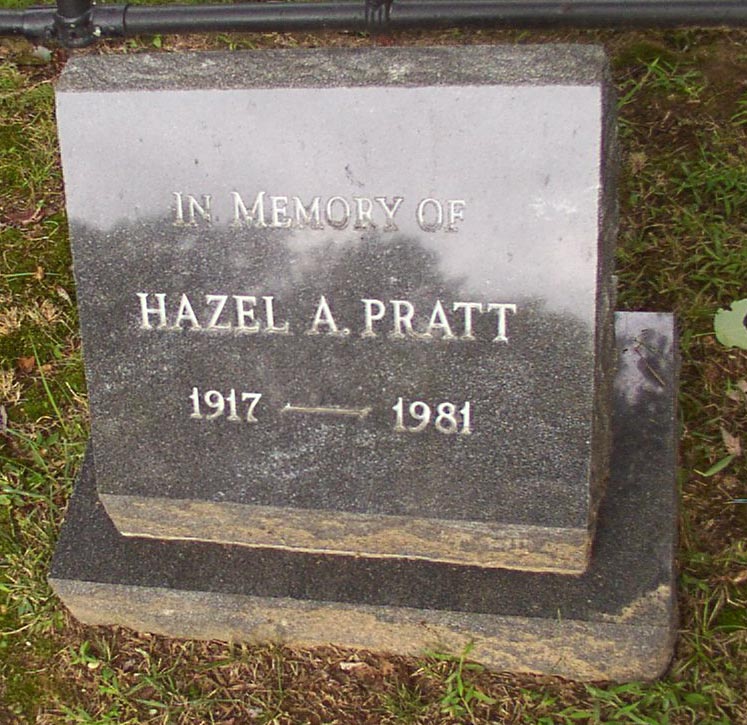 IN MEMORY OF
HAZEL A. PRATT
1917 — 1981